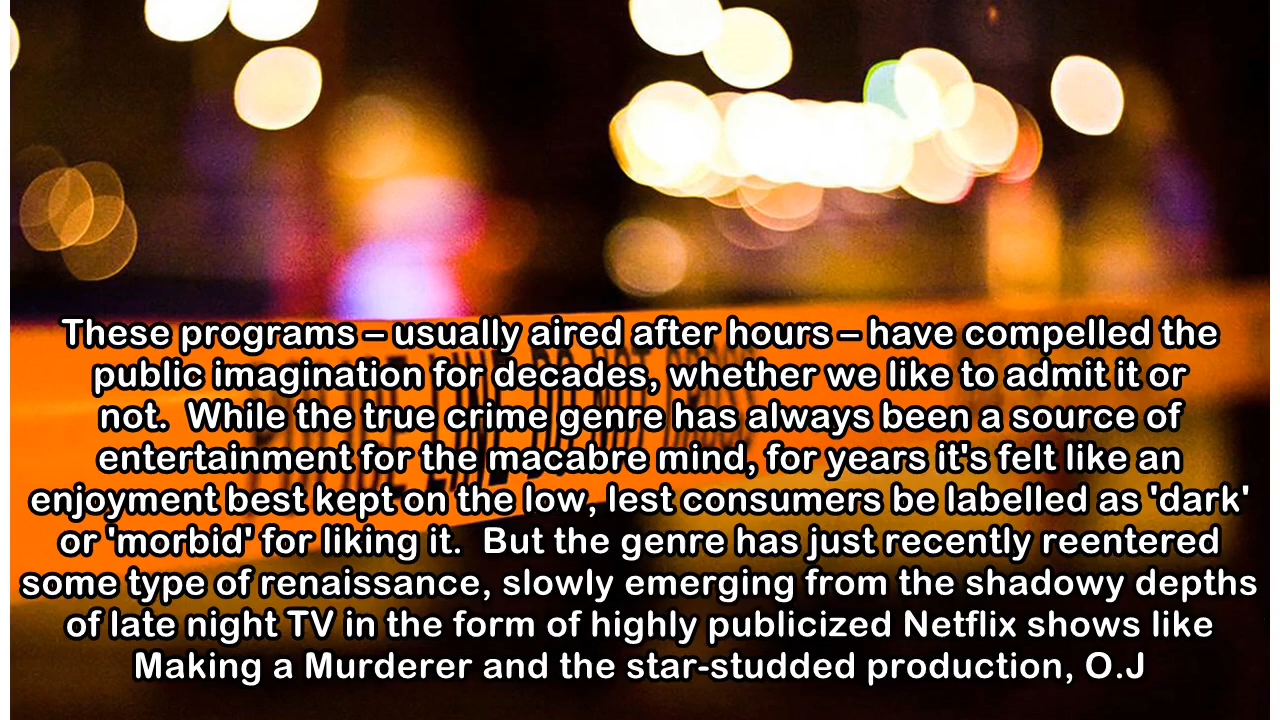 These programs – usually aired after hours – have compelled the
public imagination for decades, whether we like to admit it or
not.  While the true crime genre has always been a source of
entertainment for the macabre mind, for years it's felt like an
enjoyment best kept on the low, lest consumers be labelled as 'dark'
or 'morbid' for liking it.  But the genre has just recently reentered
some type of renaissance, slowly emerging from the shadowy depths
of late night TV in the form of highly publicized Netflix shows like
Making a Murderer and the star-studded production, O.J
POLICE LINE DO NOT CROSS